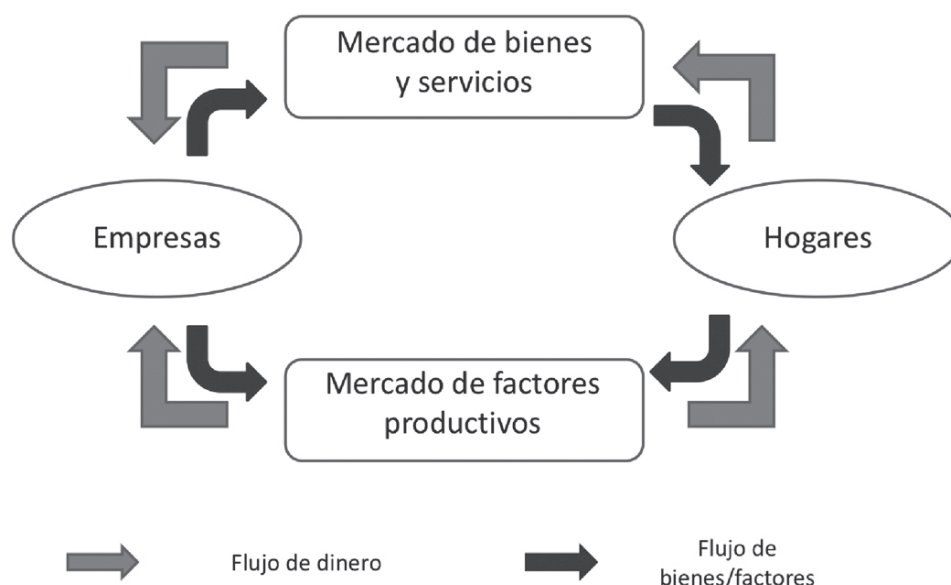 Mercado de bienes
y servicios
Empresas
Hogares
Mercado de factores
productivos
Flujo de dinero
Flujo de
bienes/factores